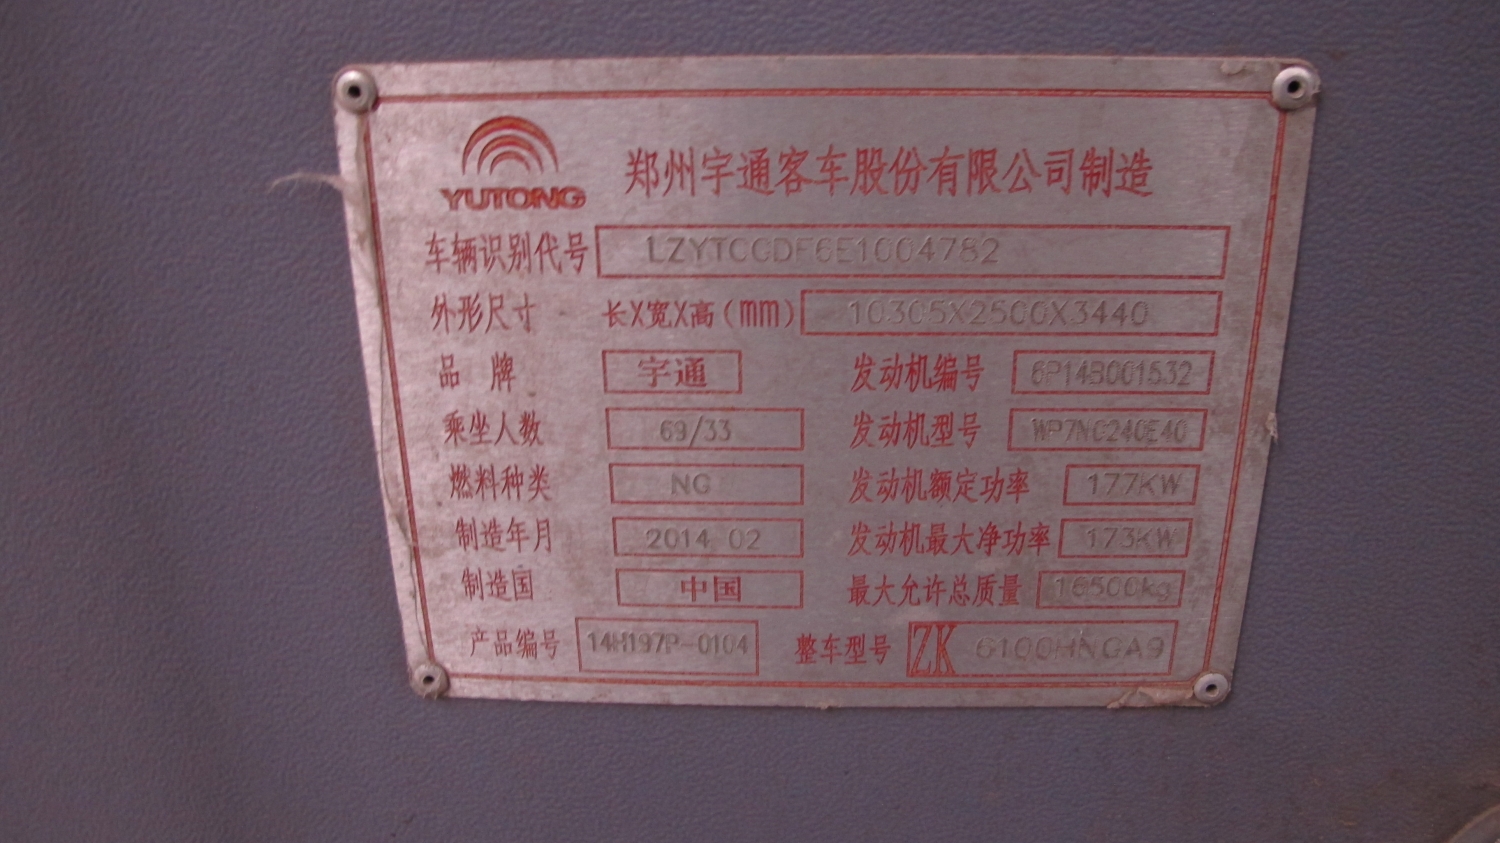 YUTONG 郑州宇通客车股份有限公司制造
车辆识别代号 LZYTCGDF6E1004782
外形尺寸 长X宽X高(mm) 10305X2500X3440
品牌 宇通 发动机编号 6P14B001532
乘坐人数 69/33 发动机型号 WP7NG240E40
燃料种类 NG 发动机额定功率 177KW
制造年月 2014 02 发动机最大净功率 173KW
制造国 中国 最大允许总质量 16500kg
产品编号 14H197P-0104 整车型号 ZK 6100HNGA9